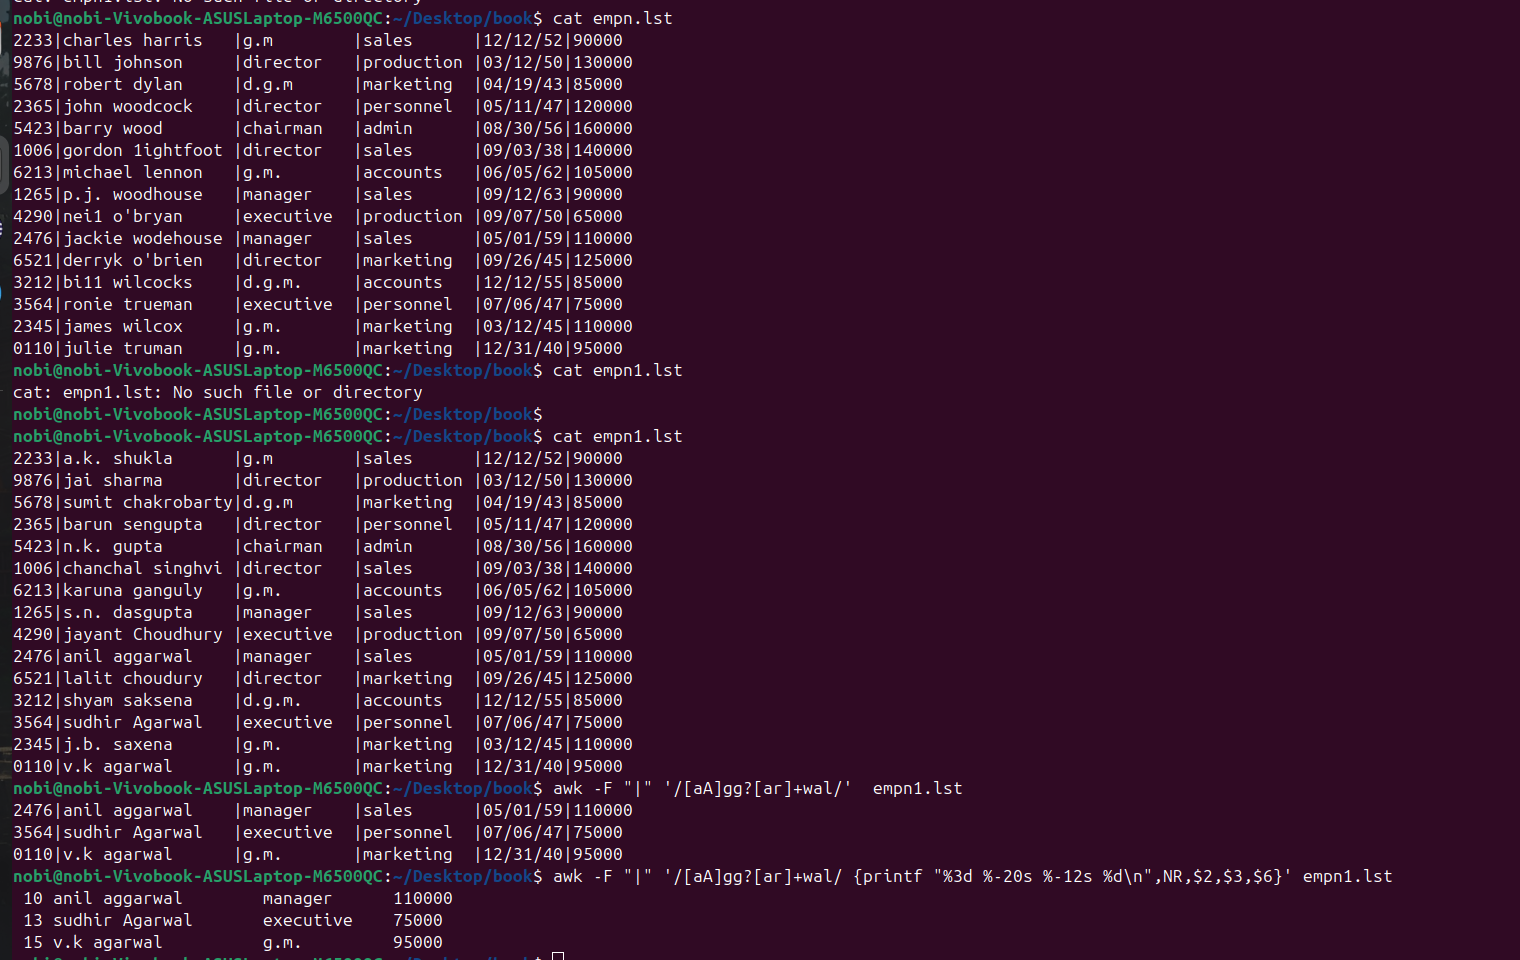 cat: empn1.lst: No such file or directory
nobi@nobi-Vivobook-ASUSLaptop-M6500QC:~/Desktop/book$ cat empn.lst
2233|charles harris   |g.m        |sales      |12/12/52|90000
9876|bill johnson     |director   |production |03/12/50|130000
5678|robert dylan     |d.g.m      |marketing  |04/19/43|85000
2365|john woodcock    |director   |personnel  |05/11/47|120000
5423|barry wood       |chairman   |admin      |08/30/56|160000
1006|gordon 1ightfoot |director   |sales      |09/03/38|140000
6213|michael lennon   |g.m.       |accounts   |06/05/62|105000
1265|p.j. woodhouse   |manager    |sales      |09/12/63|90000
4290|nei1 o'bryan     |executive  |production |09/07/50|65000
2476|jackie wodehouse |manager    |sales      |05/01/59|110000
6521|derryk o'brien   |director   |marketing  |09/26/45|125000
3212|bi11 wilcocks    |d.g.m.     |accounts   |12/12/55|85000
3564|ronie trueman    |executive  |personnel  |07/06/47|75000
2345|james wilcox     |g.m.       |marketing  |03/12/45|110000
0110|julie truman     |g.m.       |marketing  |12/31/40|95000
nobi@nobi-Vivobook-ASUSLaptop-M6500QC:~/Desktop/book$ cat empn1.lst
cat: empn1.lst: No such file or directory
nobi@nobi-Vivobook-ASUSLaptop-M6500QC:~/Desktop/book$
nobi@nobi-Vivobook-ASUSLaptop-M6500QC:~/Desktop/book$ cat empn1.lst
2233|a.k. shukla      |g.m        |sales      |12/12/52|90000
9876|jai sharma       |director   |production |03/12/50|130000
5678|sumit chakrobarty|d.g.m      |marketing  |04/19/43|85000
2365|barun sengupta   |director   |personnel  |05/11/47|120000
5423|n.k. gupta       |chairman   |admin      |08/30/56|160000
1006|chanchal singhvi |director   |sales      |09/03/38|140000
6213|karuna ganguly   |g.m.       |accounts   |06/05/62|105000
1265|s.n. dasgupta    |manager    |sales      |09/12/63|90000
4290|jayant Choudhury |executive  |production |09/07/50|65000
2476|anil aggarwal    |manager    |sales      |05/01/59|110000
6521|lalit choudury   |director   |marketing  |09/26/45|125000
3212|shyam saksena    |d.g.m.     |accounts   |12/12/55|85000
3564|sudhir Agarwal   |executive  |personnel  |07/06/47|75000
2345|j.b. saxena      |g.m.       |marketing  |03/12/45|110000
0110|v.k agarwal      |g.m.       |marketing  |12/31/40|95000
nobi@nobi-Vivobook-ASUSLaptop-M6500QC:~/Desktop/book$ awk -F "|" '/[aA]gg?[ar]+wal/'  empn1.lst
2476|anil aggarwal    |manager    |sales      |05/01/59|110000
3564|sudhir Agarwal   |executive  |personnel  |07/06/47|75000
0110|v.k agarwal      |g.m.       |marketing  |12/31/40|95000
nobi@nobi-Vivobook-ASUSLaptop-M6500QC:~/Desktop/book$ awk -F "|" '/[aA]gg?[ar]+wal/ {printf "%3d %-20s %-12s %d\n",NR,$2,$3,$6}' empn1.lst
 10 anil aggarwal        manager      110000
 13 sudhir Agarwal       executive    75000
 15 v.k agarwal          g.m.         95000
nobi@nobi-Vivobook-ASUSLaptop-M6500QC:~/Desktop/book$